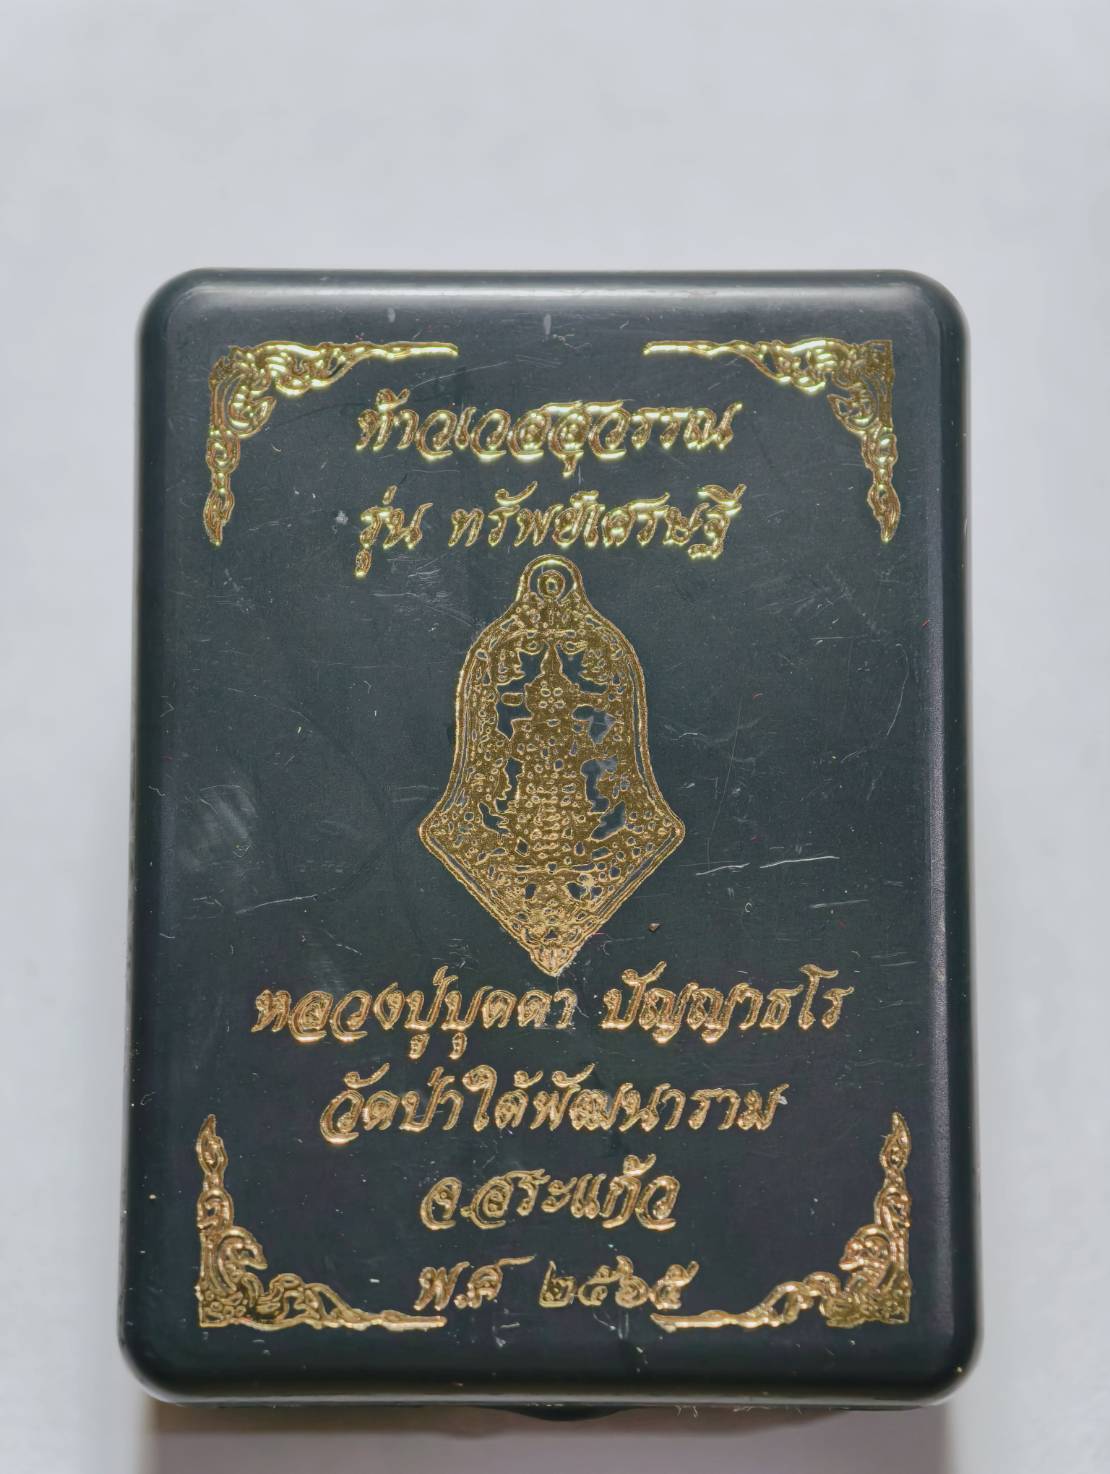 ท้าวเวสสุวรรณ
รุ่น ทรัพย์เศรษฐี
หลวงปู่บุดดา ปัญญาธโร
วัดป่าใต้พัฒนาราม
จ.สระแก้ว
พ.ศ ๒๕๖๕